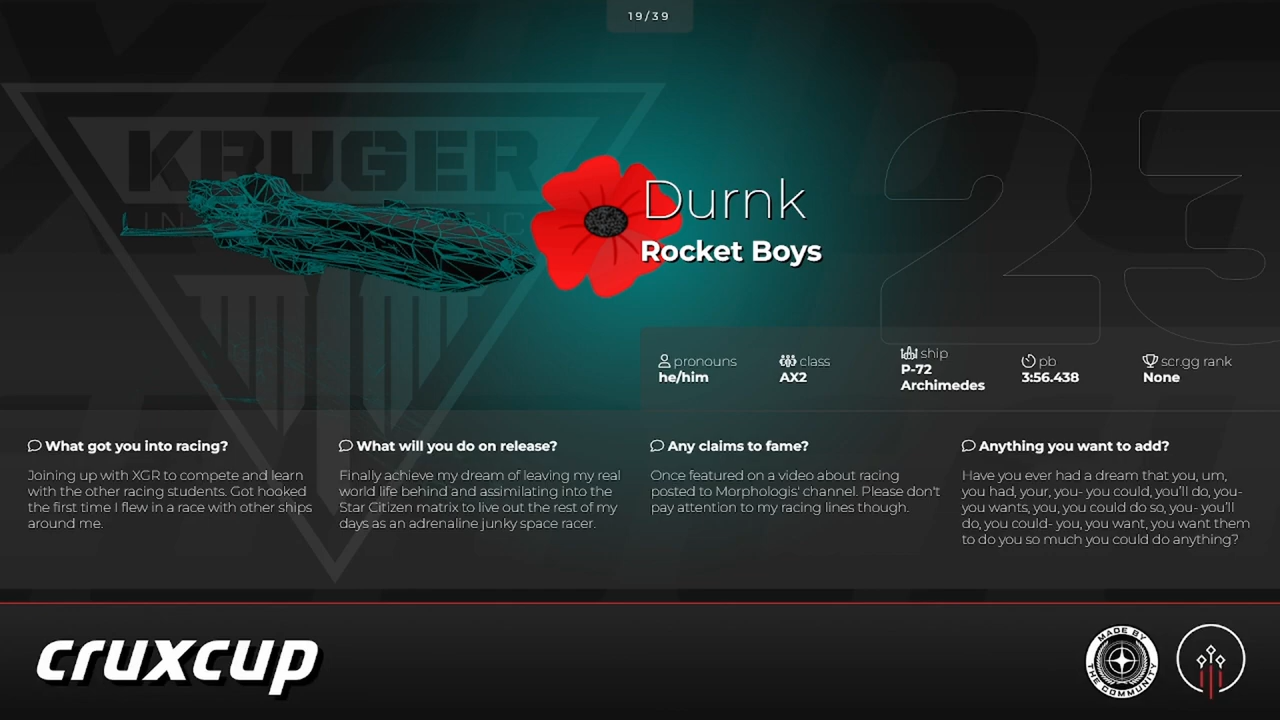 19/39
KRUGER
23
Durnk
Rocket Boys
pronouns
he/him
class
AX2
ship
P-72
Archimedes
pb
3:56.438
scr.gg rank
None
What got you into racing?
Joining up with XGR to compete and learn
with the other racing students. Got hooked
the first time I flew in a race with other ships
around me.
What will you do on release?
Finally achieve my dream of leaving my real
world life behind and assimilating into the
Star Citizen matrix to live out the rest of my
days as an adrenaline junky space racer.
Any claims to fame?
Once featured on a video about racing
posted to Morphologis' channel. Please don't
pay attention to my racing lines though.
Anything you want to add?
Have you ever had a dream that you, um,
you had, your, you- you could, you'll do, you-
you wants, you, you could do so, you- you'll
do, you could- you, you want, you want them
to do you so much you could do anything?
cruxcup
MADE BY
THE COMMUNITY